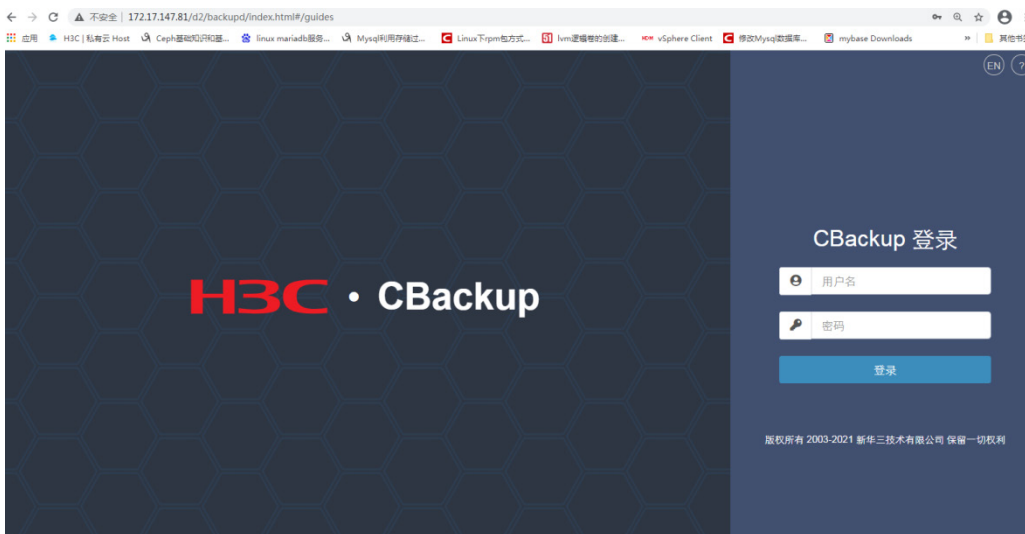 不安全 | 172.17.147.81/d2/backupd/index.html#/guides
应用 H3C | 私有云 Host Ceph基础知识和基... linux mariadb服务... Mysql利用存储过... Linux下rpm包方式... lvm逻辑卷的创建... vSphere Client 修改Mysql数据库... mybase Downloads » 其他书
EN ?
CBackup 登录
用户名
H3C · CBackup
密码
登录
版权所有 2003-2021 新华三技术有限公司 保留一切权利